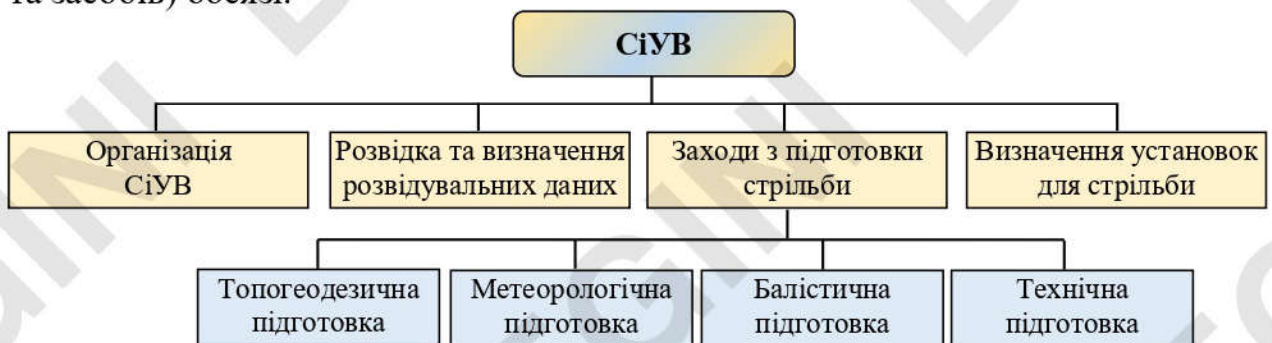 та засобів) обсязі.
СіУВ
Організація
СіУВ
Розвідка та визначення
розвідувальних даних
Заходи з підготовки
стрільби
Визначення установок
для стрільби
Топогеодезична
підготовка
Метеорологічна
підготовка
Балістична
підготовка
Технічна
підготовка